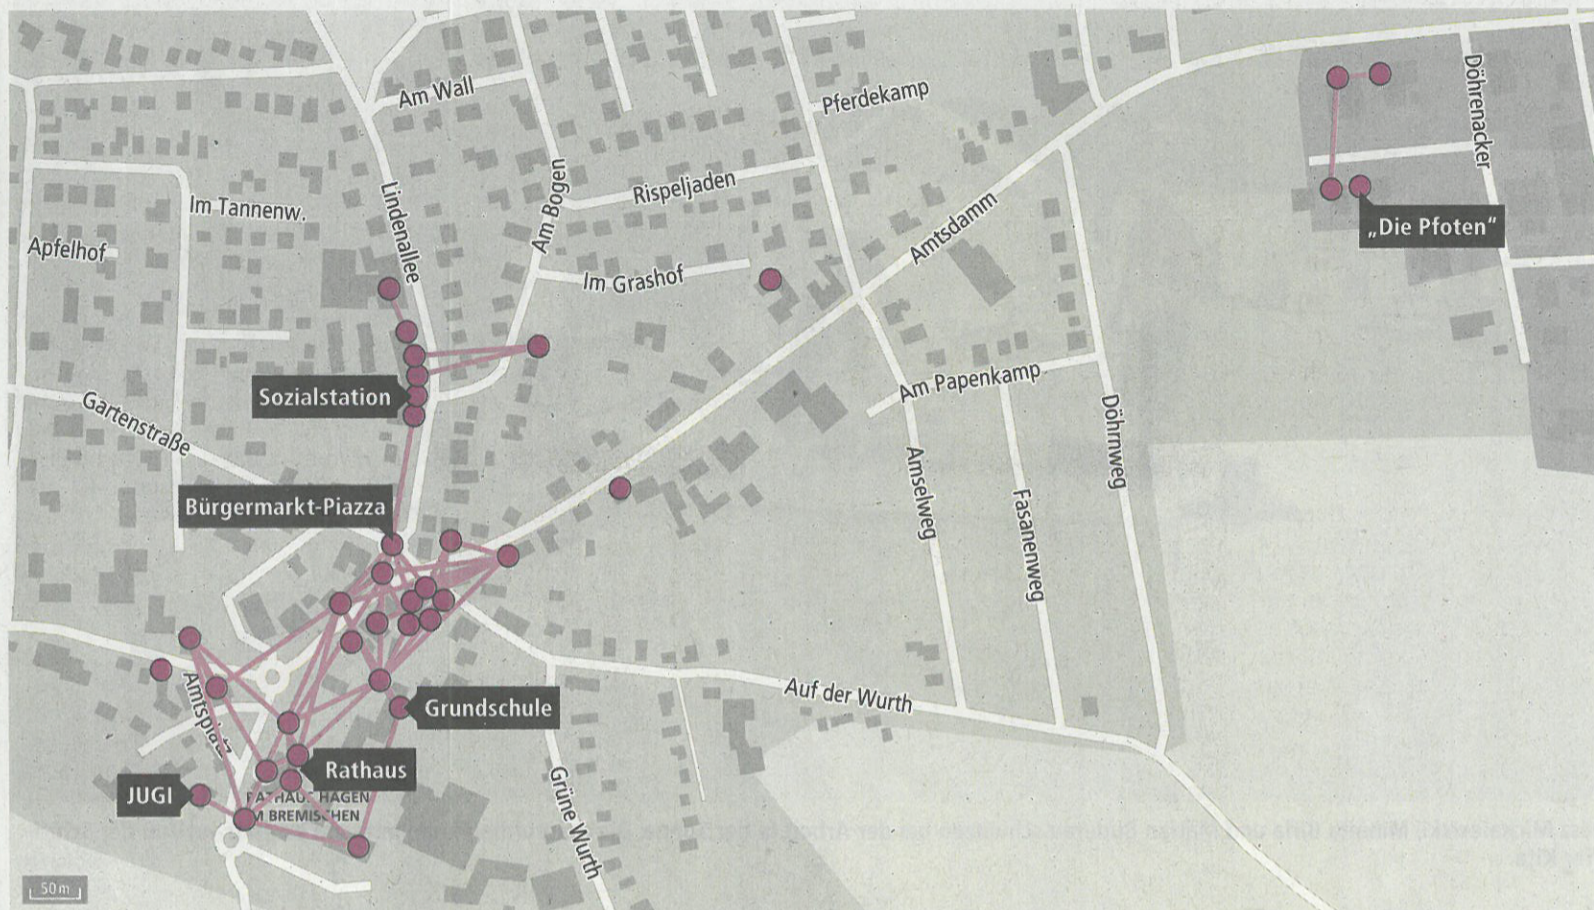 Am Wall
Pferdekamp
Döhrenacker
Lindenallee
Am Bogen
Rispeljaden
Im Tannenw.
Apfelhof
Amtsdamm
„Die Pfoten“
Im Grashof
Sozialstation
Am Papenkamp
Gartenstraße
Döhrnweg
Amselweg
Fasanenweg
Bürgermarkt-Piazza
Auf der Wurth
Amtsplatz
Grundschule
Rathaus
JUGI
RATHAUS HAGEN
IM BREMISCHEN
Grüne Wurth
50 m